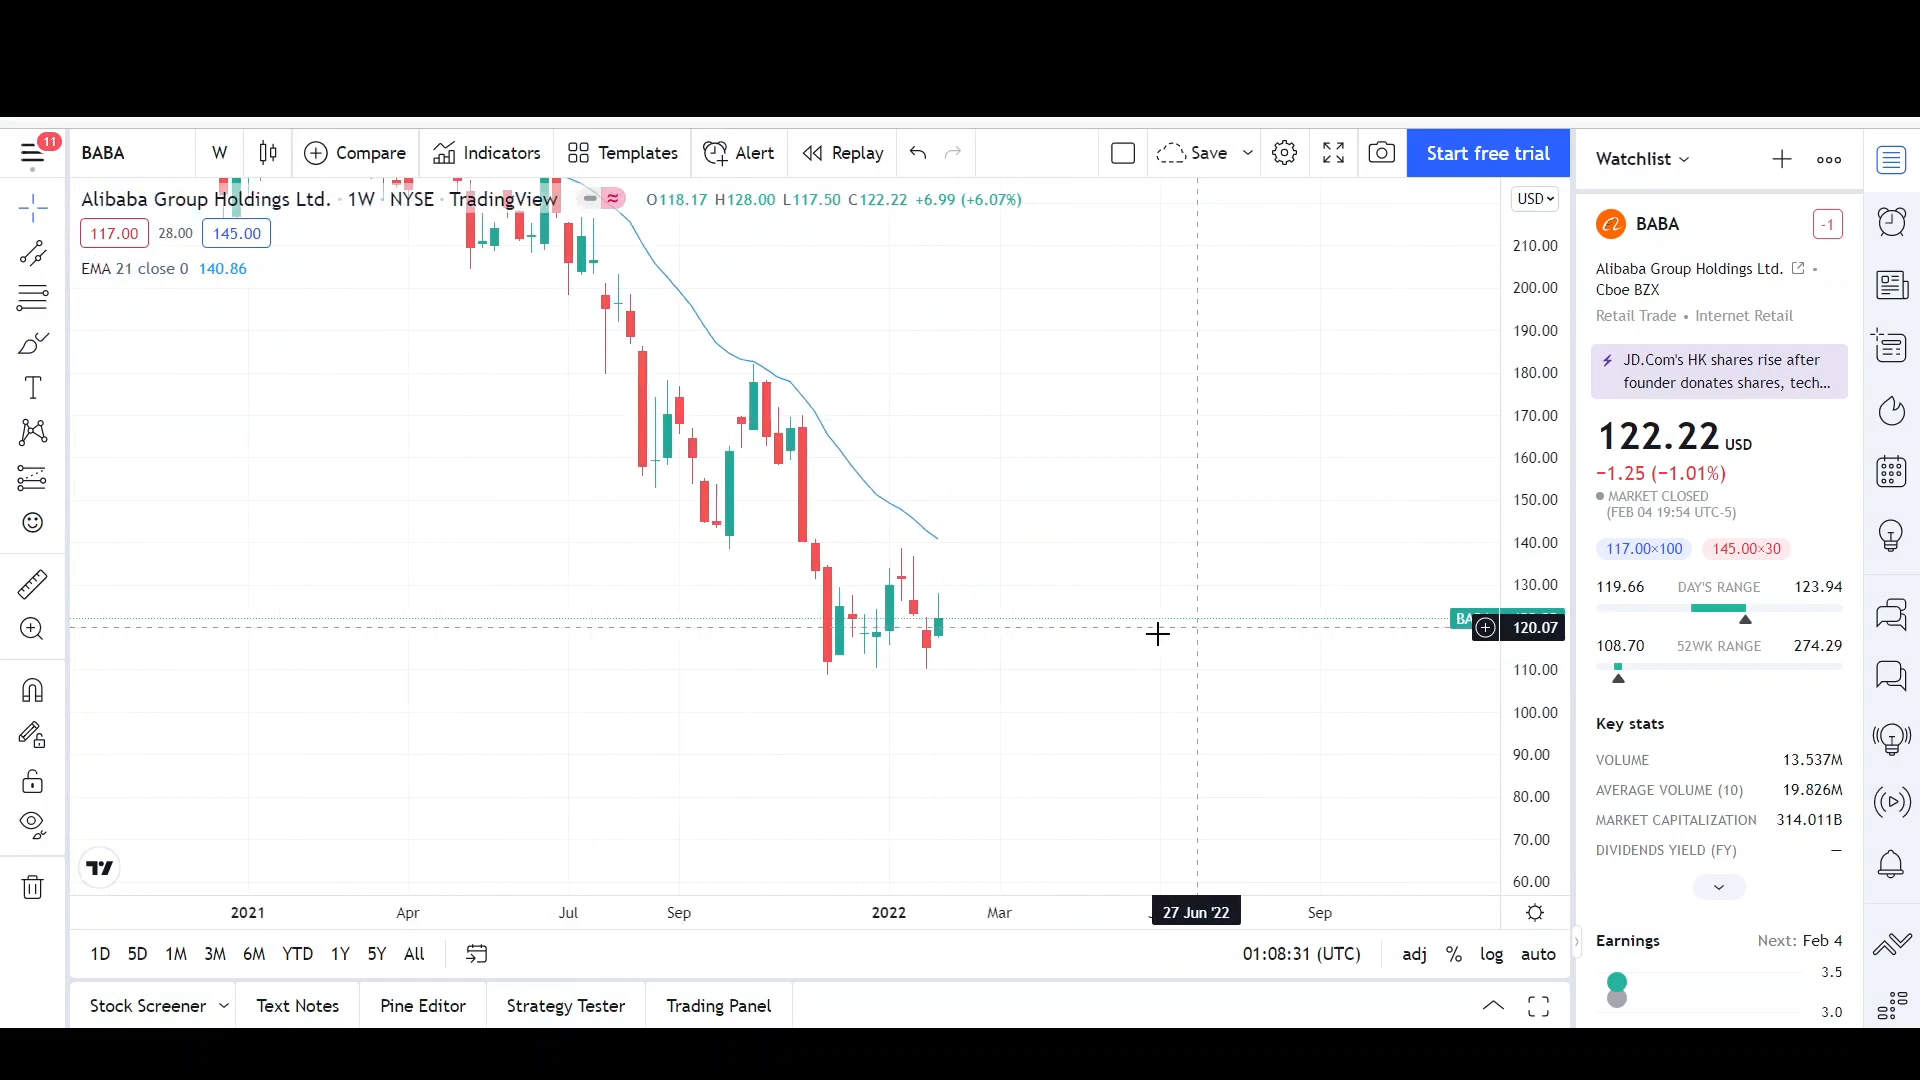 11
BABA
W
Compare
Indicators
Templates
Alert
Replay
Save
Start free trial
Alibaba Group Holdings Ltd. · 1W · NYSE · TradingView
O118.17 H128.00 L117.50 C122.22 +6.99 (+6.07%)
117.00 28.00 145.00
EMA 21 close 0 140.86
USD
210.00
200.00
190.00
180.00
170.00
160.00
150.00
140.00
130.00
120.07
110.00
100.00
90.00
80.00
70.00
60.00
2021 Apr Jul Sep 2022 Mar 27 Jun '22 Sep
1D 5D 1M 3M 6M YTD 1Y 5Y All
01:08:31 (UTC) adj % log auto
Stock Screener Text Notes Pine Editor Strategy Tester Trading Panel
Watchlist
BABA
-1
Alibaba Group Holdings Ltd.
Cboe BZX
Retail Trade • Internet Retail
JD.Com's HK shares rise after
founder donates shares, tech...
122.22 USD
−1.25 (−1.01%)
MARKET CLOSED
(FEB 04 19:54 UTC-5)
117.00×100 145.00×30
119.66 DAY'S RANGE 123.94
108.70 52WK RANGE 274.29
Key stats
VOLUME 13.537M
AVERAGE VOLUME (10) 19.826M
MARKET CAPITALIZATION 314.011B
DIVIDENDS YIELD (FY) —
Earnings Next: Feb 4
3.5
3.0